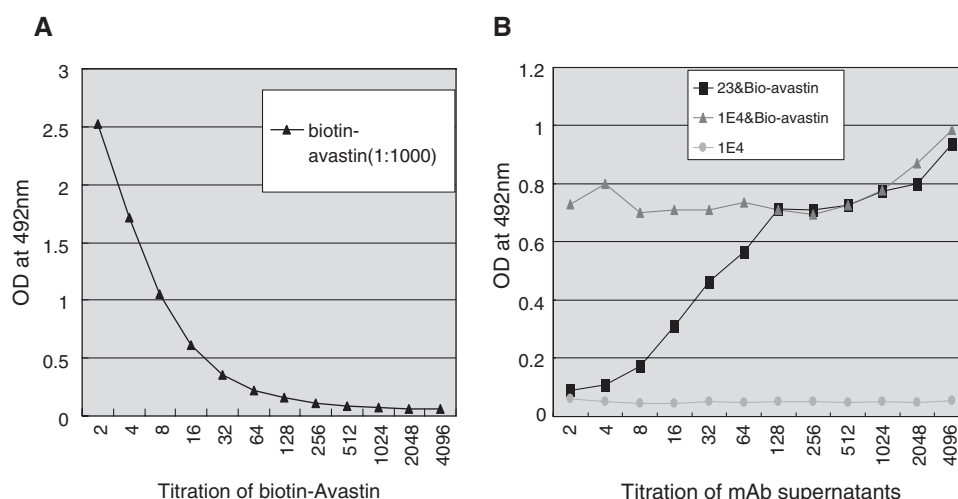 A
3
2.5
2
1.5
1
0.5
0
OD at 492nm
biotin-
avastin(1:1000)
2 4 8 16 32 64 128 256 512 1024 2048 4096
Titration of biotin-Avastin
B
1.2
1
0.8
0.6
0.4
0.2
0
OD at 492nm
23&Bio-avastin
1E4&Bio-avastin
1E4
2 4 8 16 32 64 128 256 512 1024 2048 4096
Titration of mAb supernatants